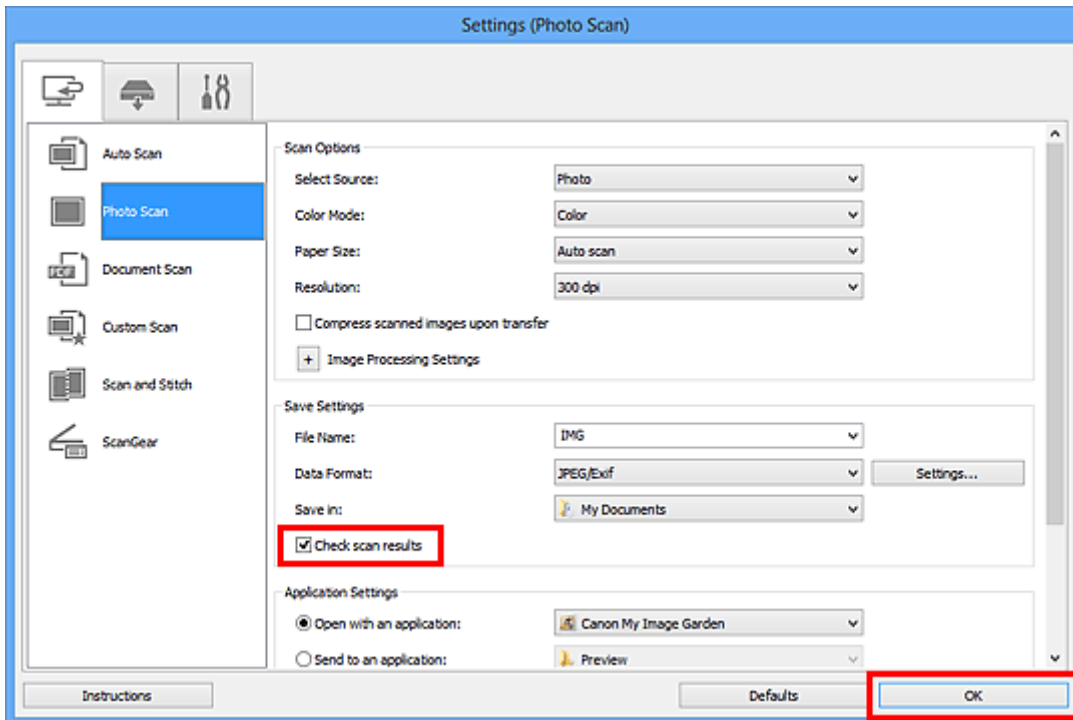 Settings (Photo Scan)
Auto Scan
Photo Scan
Document Scan
Custom Scan
Scan and Stitch
ScanGear
Scan Options
Select Source: Photo
Color Mode: Color
Paper Size: Auto scan
Resolution: 300 dpi
Compress scanned images upon transfer
+ Image Processing Settings
Save Settings
File Name: IMG
Data Format: JPEG/Exif Settings...
Save in: My Documents
Check scan results
Application Settings
Open with an application: Canon My Image Garden
Send to an application: Preview
Instructions Defaults OK